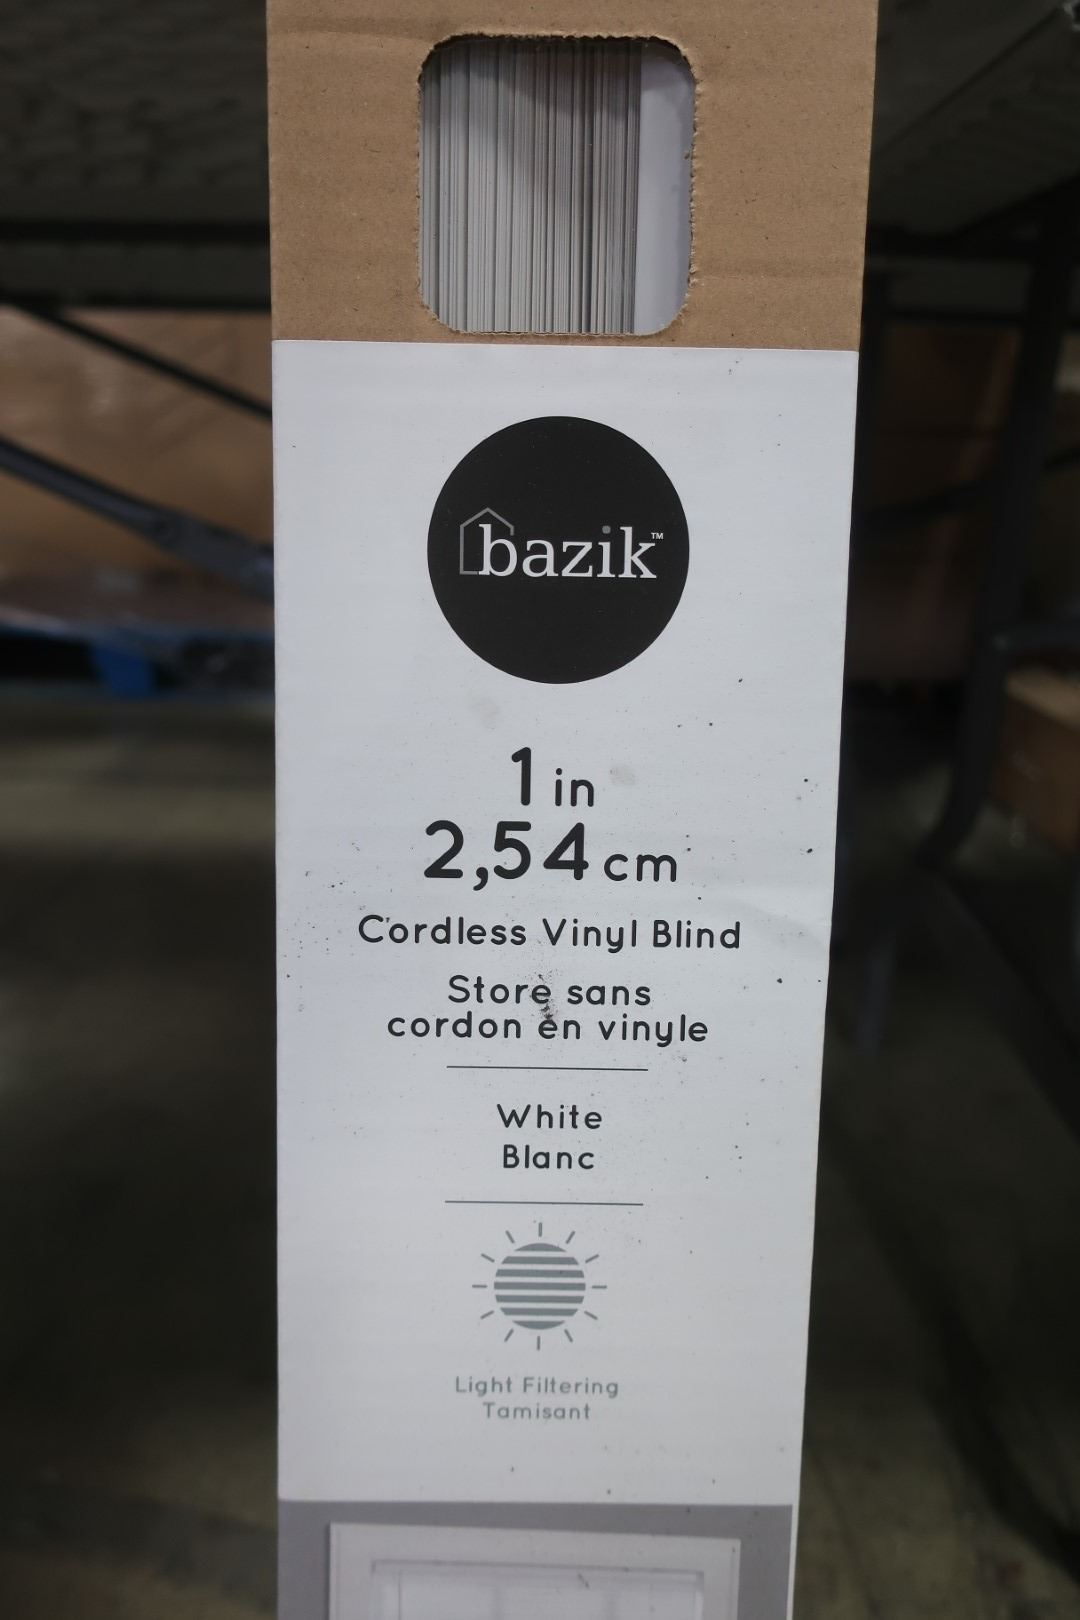 bazik™
1 in
2,54 cm
Cordless Vinyl Blind
Store sans
cordon en vinyle
White
Blanc
Light Filtering
Tamisant